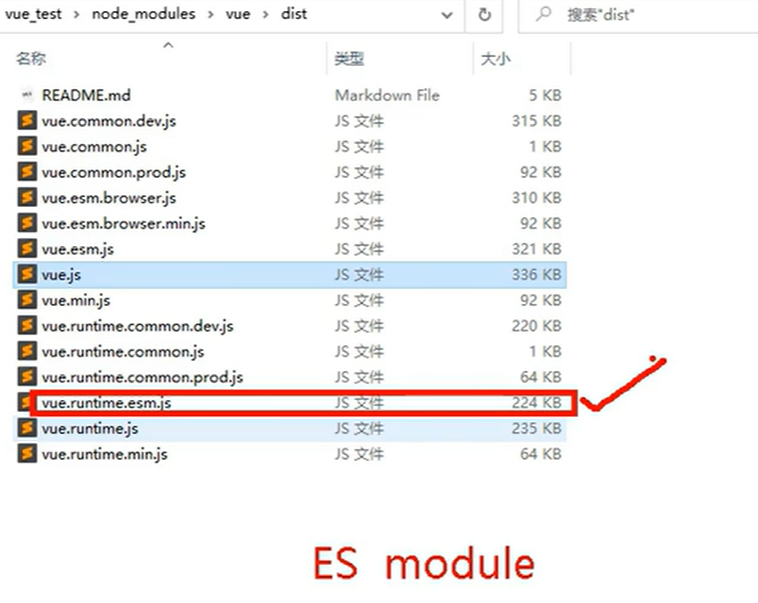 vue_test > node_modules > vue > dist 搜索"dist"
名称 类型 大小
README.md Markdown File 5 KB
vue.common.dev.js JS 文件 315 KB
vue.common.js JS 文件 1 KB
vue.common.prod.js JS 文件 92 KB
vue.esm.browser.js JS 文件 310 KB
vue.esm.browser.min.js JS 文件 92 KB
vue.esm.js JS 文件 321 KB
vue.js JS 文件 336 KB
vue.min.js JS 文件 92 KB
vue.runtime.common.dev.js JS 文件 220 KB
vue.runtime.common.js JS 文件 1 KB
vue.runtime.common.prod.js JS 文件 64 KB
vue.runtime.esm.js JS 文件 224 KB
vue.runtime.js JS 文件 235 KB
vue.runtime.min.js JS 文件 64 KB
ES module